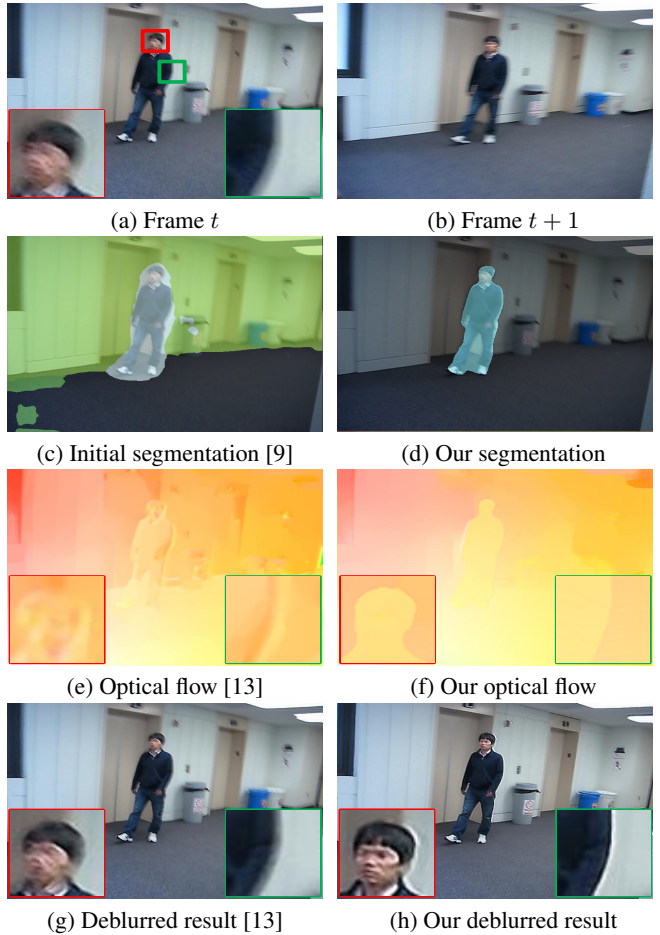 (a) Frame t
(b) Frame t + 1
(c) Initial segmentation [9]
(d) Our segmentation
(e) Optical flow [13]
(f) Our optical flow
(g) Deblurred result [13]
(h) Our deblurred result